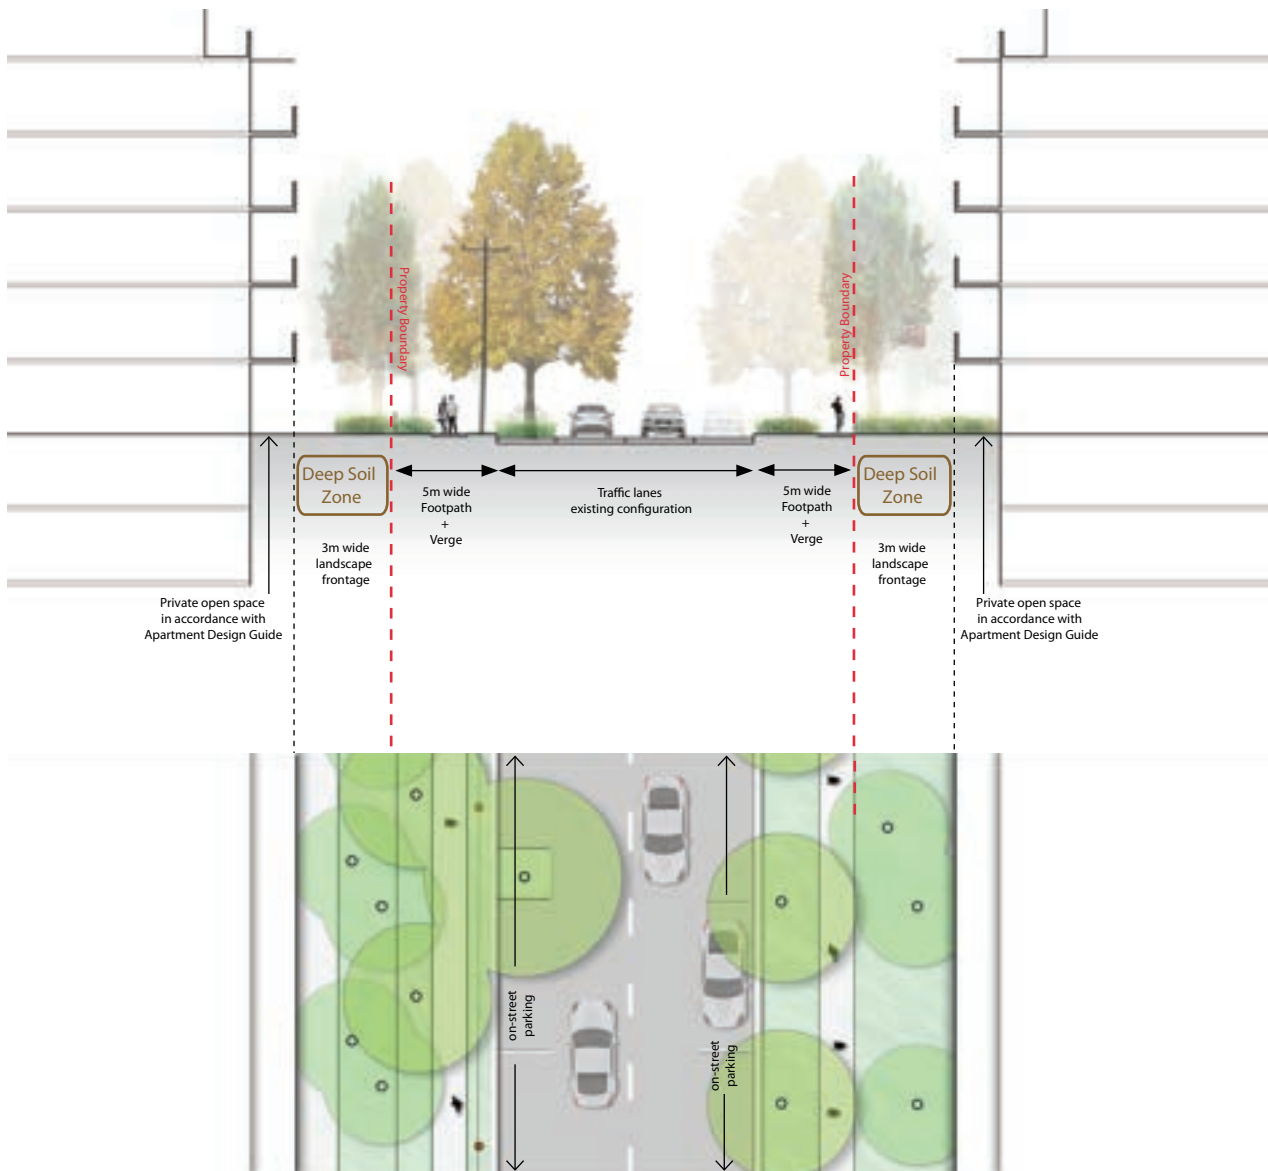 Property Boundary
Property Boundary
Deep Soil
Zone
5m wide
Footpath
+
Verge
Traffic lanes
existing configuration
5m wide
Footpath
+
Verge
Deep Soil
Zone
3m wide
landscape
frontage
3m wide
landscape
frontage
Private open space
in accordance with
Apartment Design Guide
Private open space
in accordance with
Apartment Design Guide
on-street
parking
on-street
parking